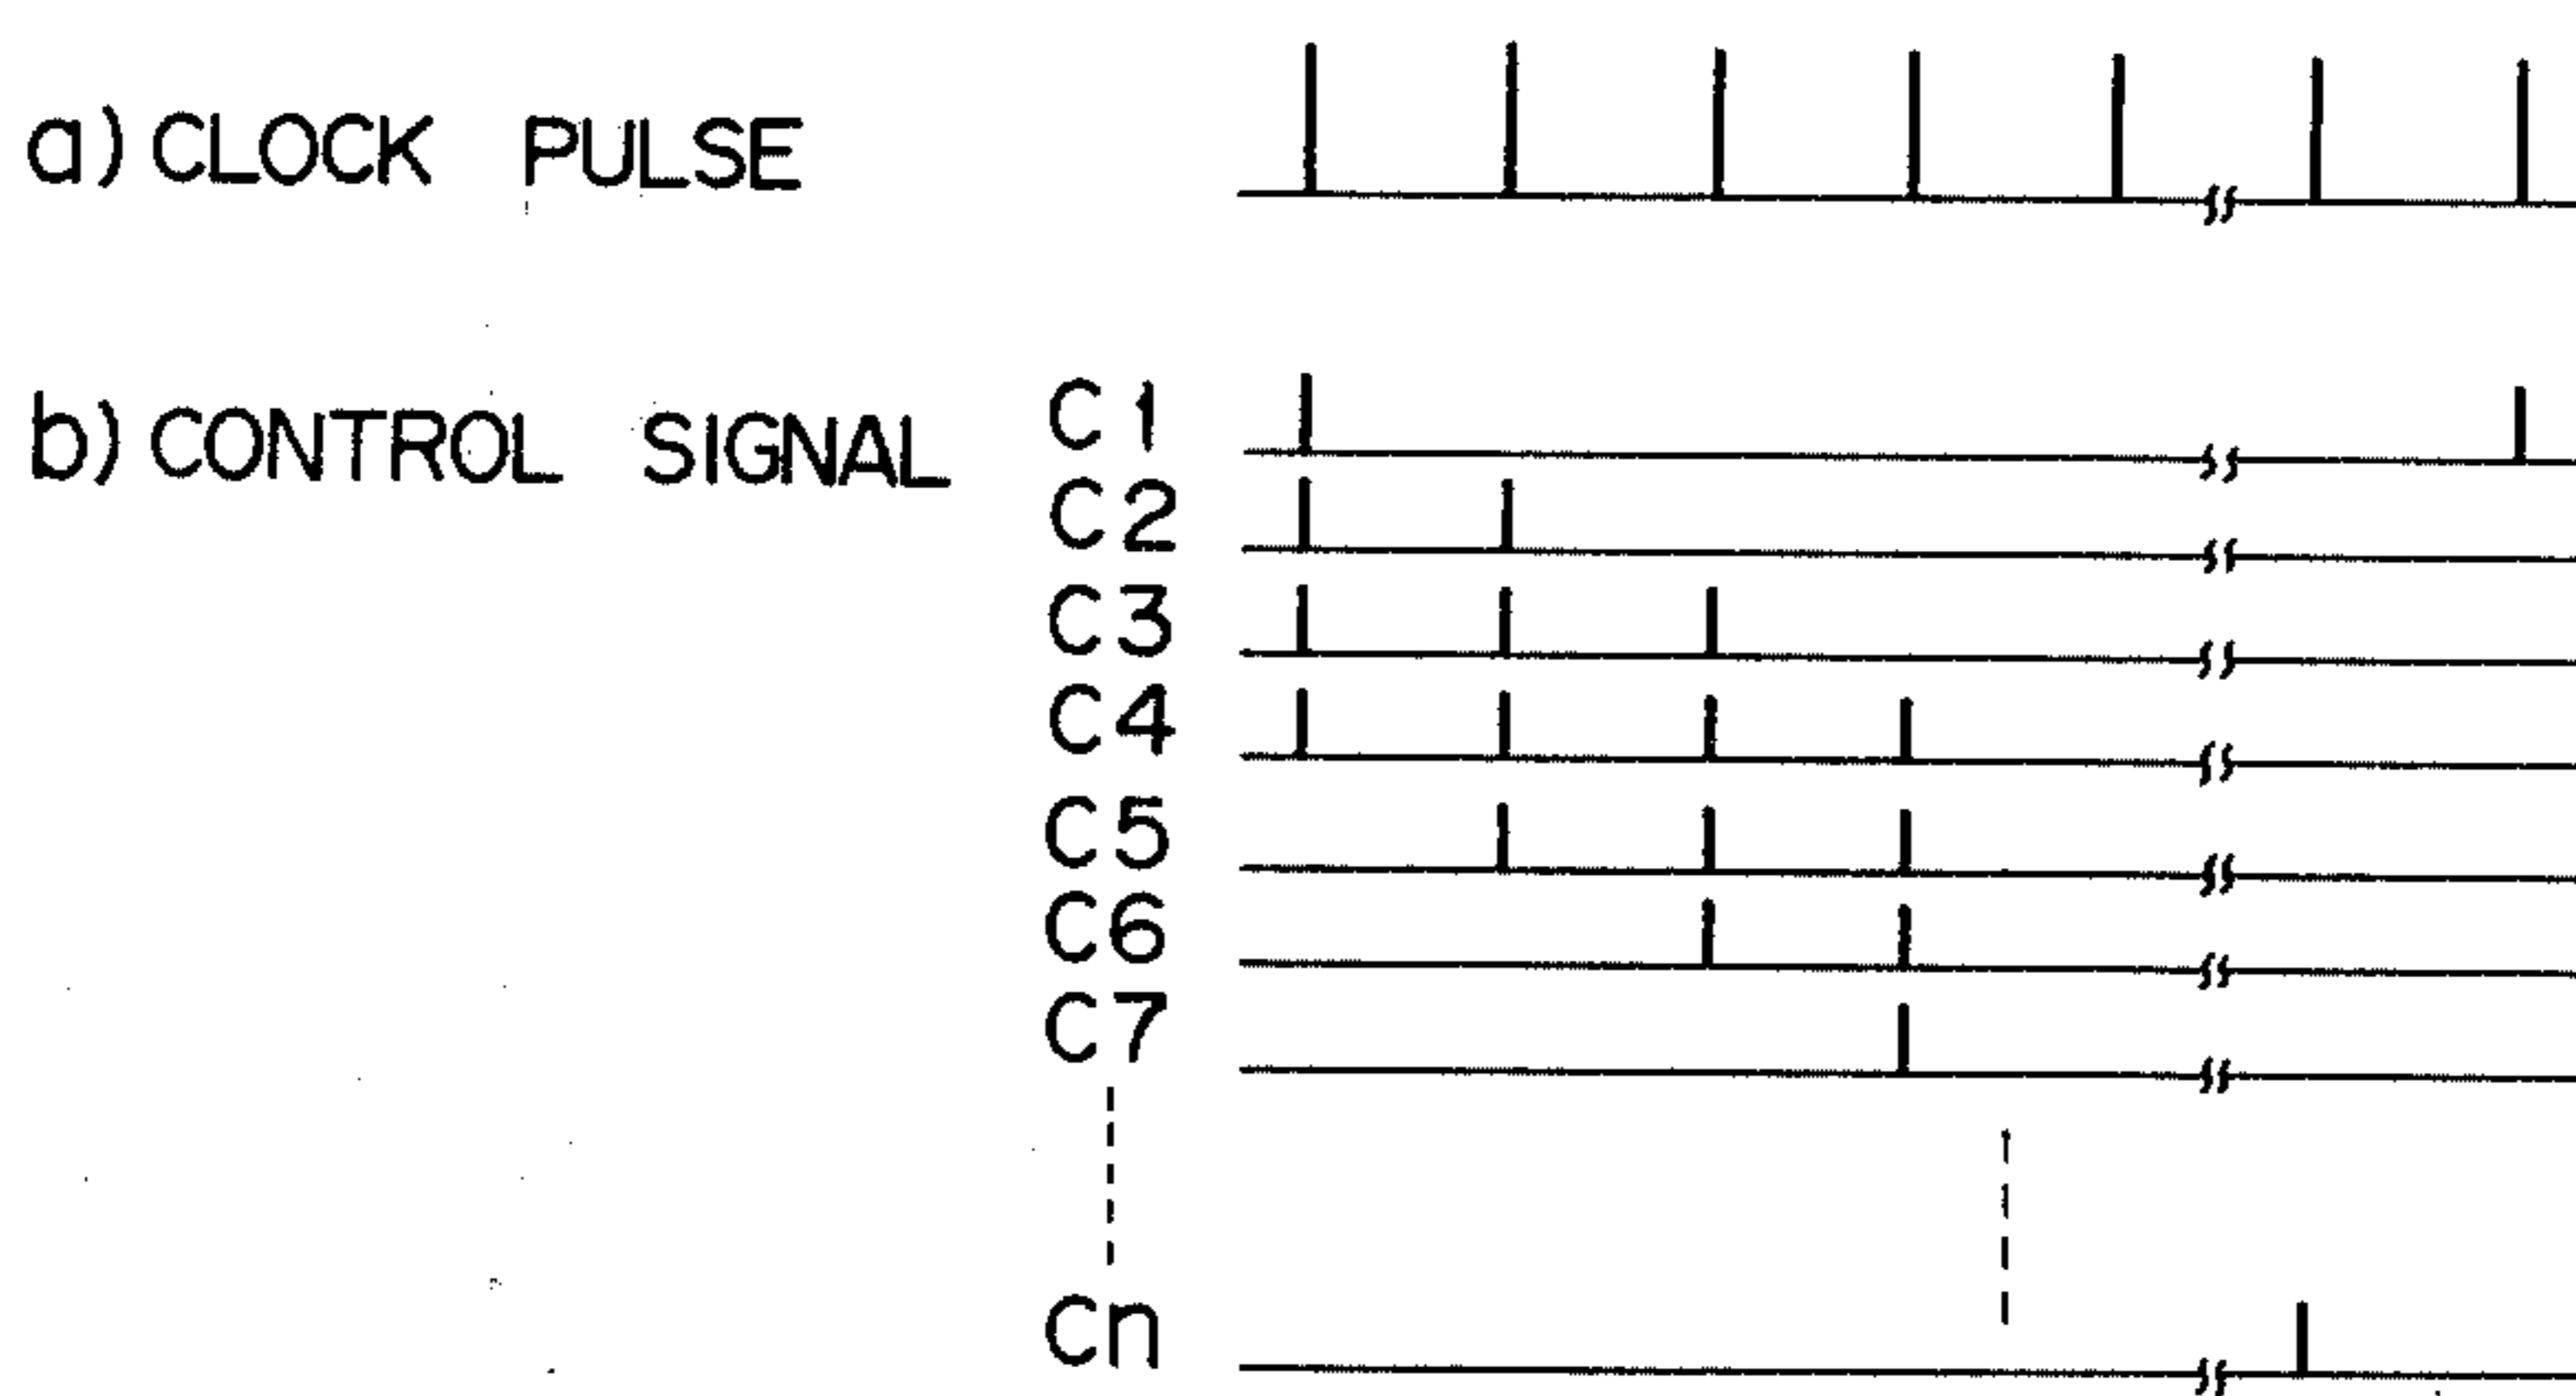 a) CLOCK PULSE
b) CONTROL SIGNAL
C1
C2
C3
C4
C5
C6
C7
Cn